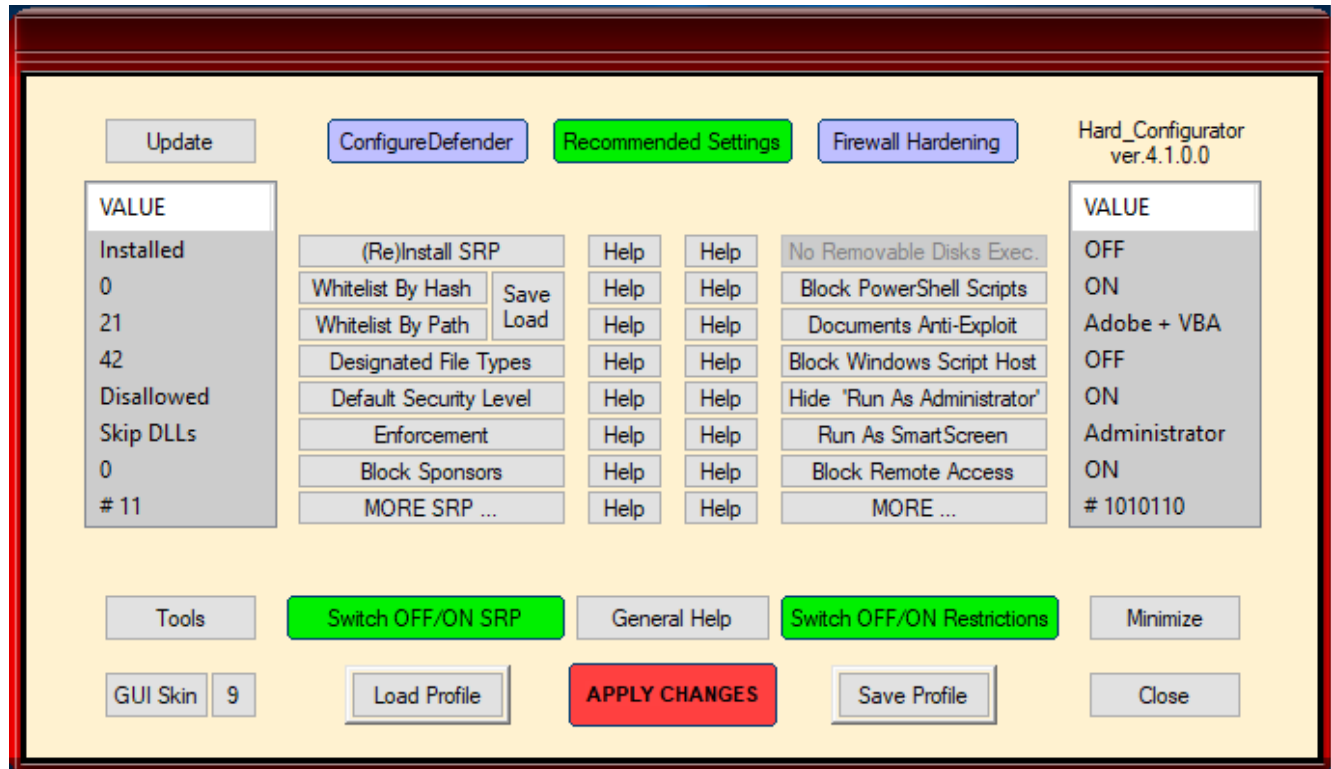 Update
ConfigureDefender
Recommended Settings
Firewall Hardening
Hard_Configurator
ver.4.1.0.0
VALUE
VALUE
Installed
(Re)Install SRP
Help
Help
No Removable Disks Exec.
OFF
0
Whitelist By Hash
Save
Load
Help
Help
Block PowerShell Scripts
ON
21
Whitelist By Path
Help
Help
Documents Anti-Exploit
Adobe + VBA
42
Designated File Types
Help
Help
Block Windows Script Host
OFF
Disallowed
Default Security Level
Help
Help
Hide "Run As Administrator"
ON
Skip DLLs
Enforcement
Help
Help
Run As SmartScreen
Administrator
0
Block Sponsors
Help
Help
Block Remote Access
ON
# 11
MORE SRP ...
Help
Help
MORE ...
# 1010110
Tools
Switch OFF/ON SRP
General Help
Switch OFF/ON Restrictions
Minimize
GUI Skin
9
Load Profile
APPLY CHANGES
Save Profile
Close